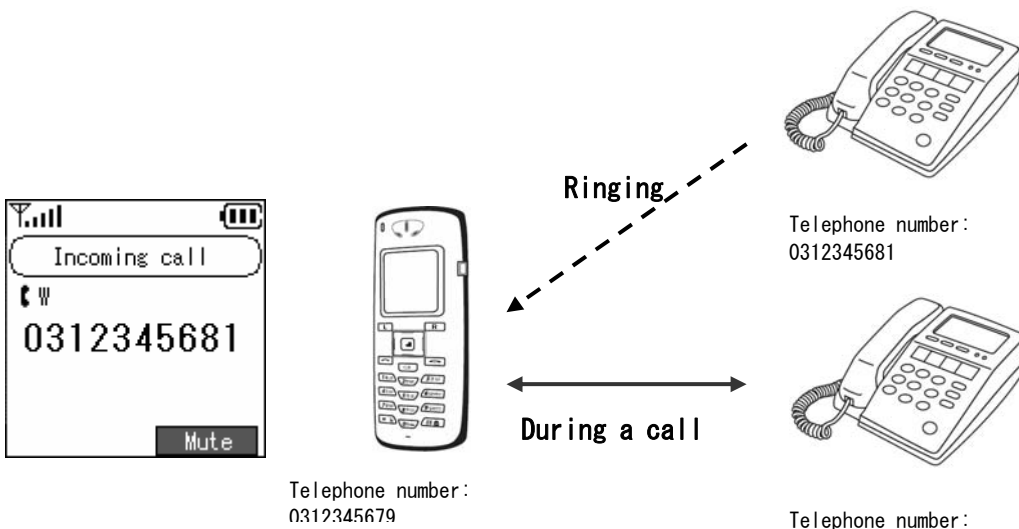 Incoming call
W
0312345681
Mute
Ringing
During a call
Telephone number:
0312345681
Telephone number:
0312345679
Telephone number: